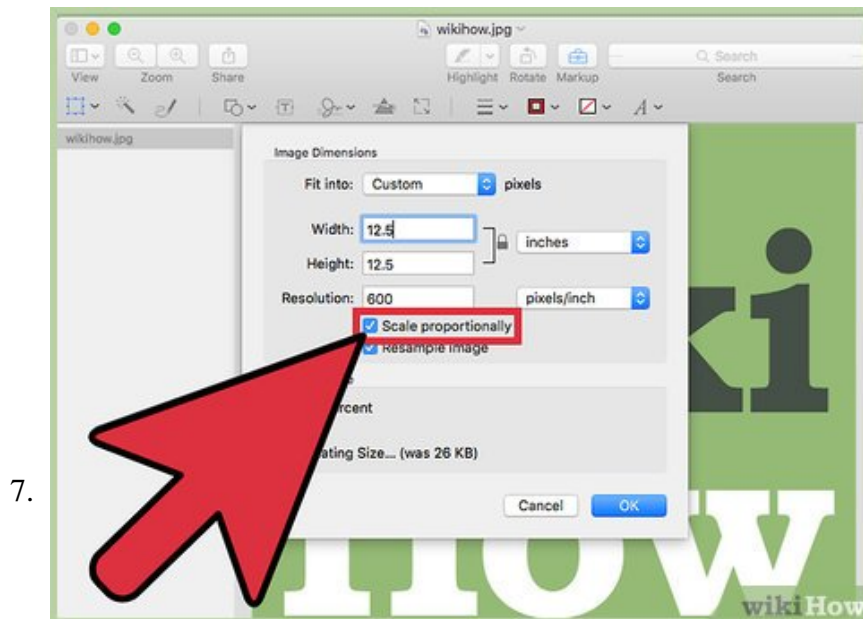 wikihow.jpg
Search
View Zoom Share Highlight Rotate Markup Search
A
wikihow.jpg
Image Dimensions
Fit into: Custom pixels
Width: 12.5
inches
Height: 12.5
Resolution: 600 pixels/inch
Scale proportionally
Resample image
Size... (was 26 KB)
7.
Cancel OK
ki
How
wikiHow